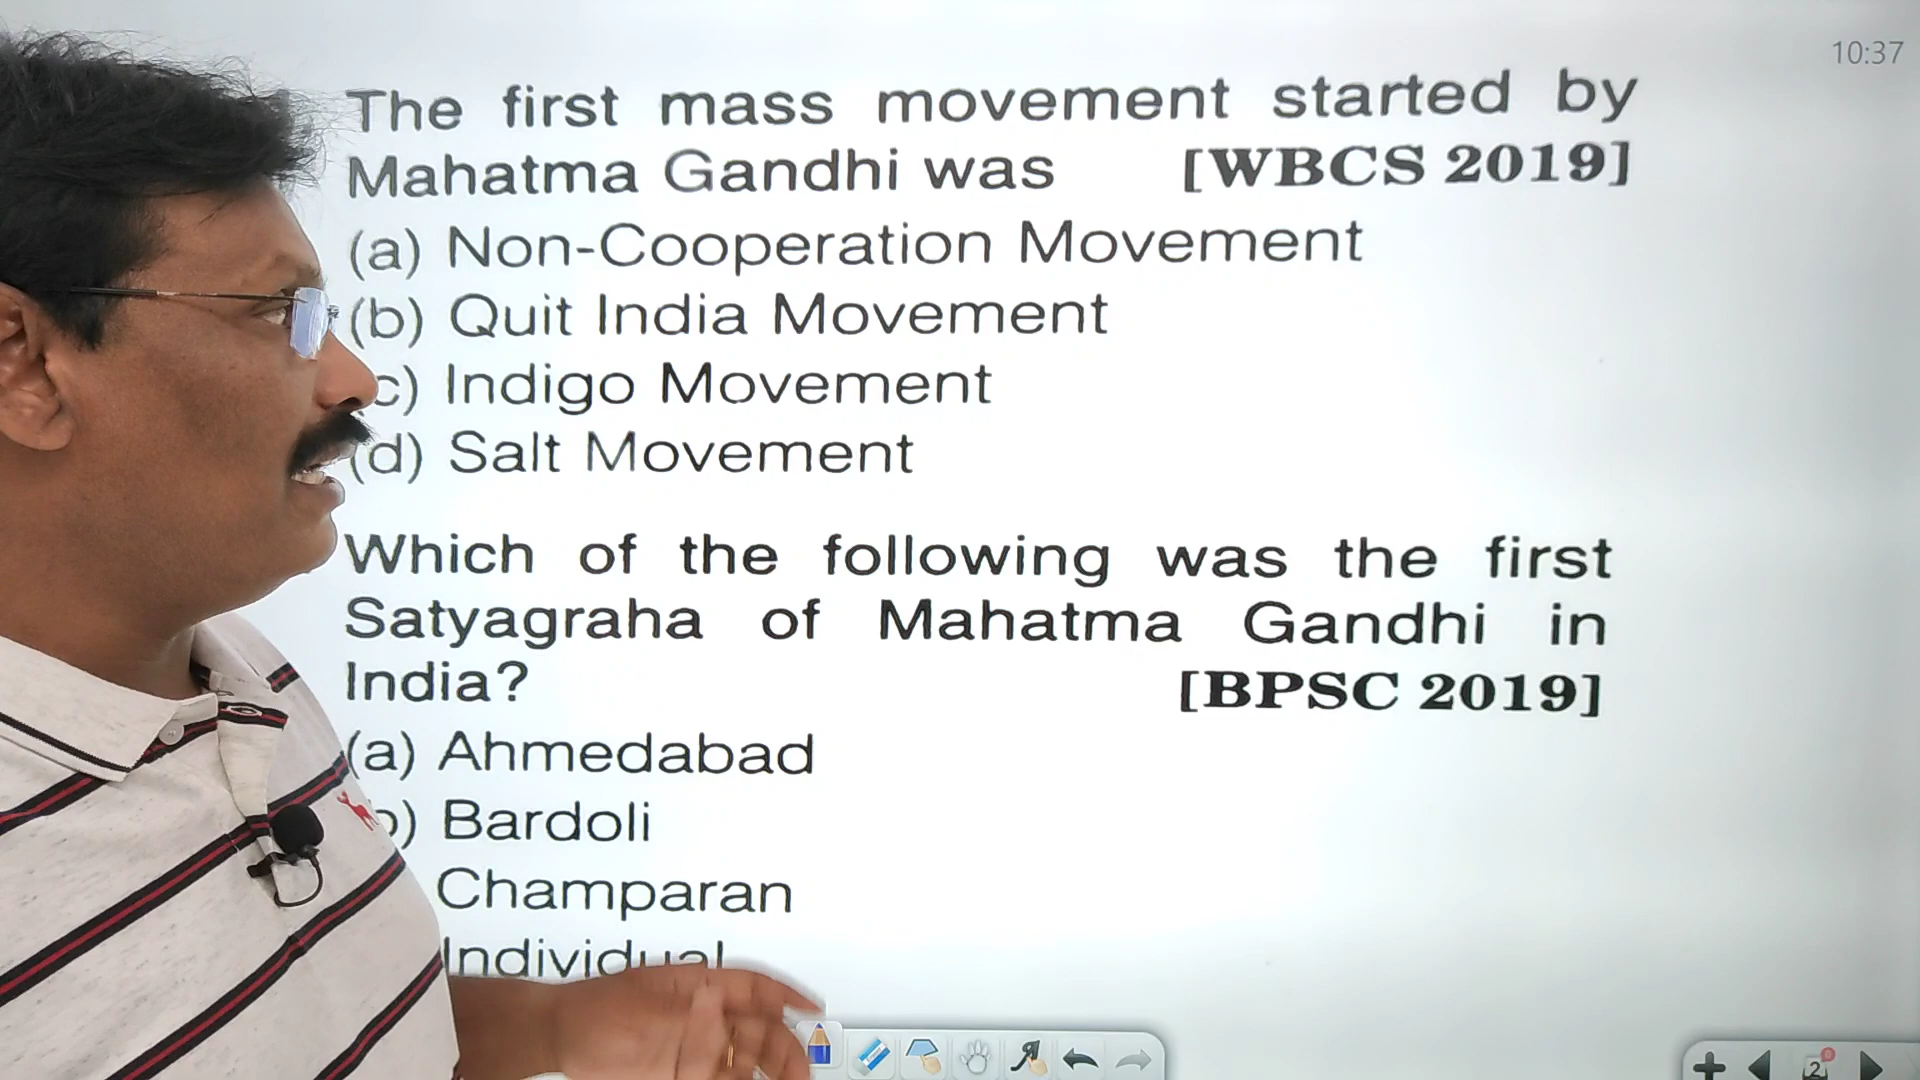 10:37
The first mass movement started by
Mahatma Gandhi was [WBCS 2019]
(a) Non-Cooperation Movement
(b) Quit India Movement
c) Indigo Movement
(d) Salt Movement
Which of the following was the first
Satyagraha of Mahatma Gandhi in
India? [BPSC 2019]
(a) Ahmedabad
) Bardoli
Champaran
Individual
2